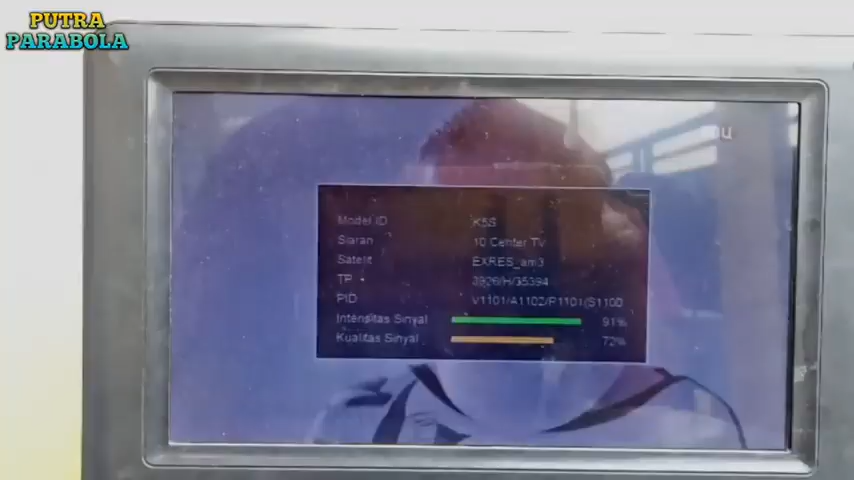 PUTRA
PARABOLA
Model ID K5S
Siaran 10 Center TV
Satelit EXRES_am3
TP 3926/H/35394
PID V1101/A1102/P1101(S1100
Intensitas Sinyal 91%
Kualitas Sinyal 72%